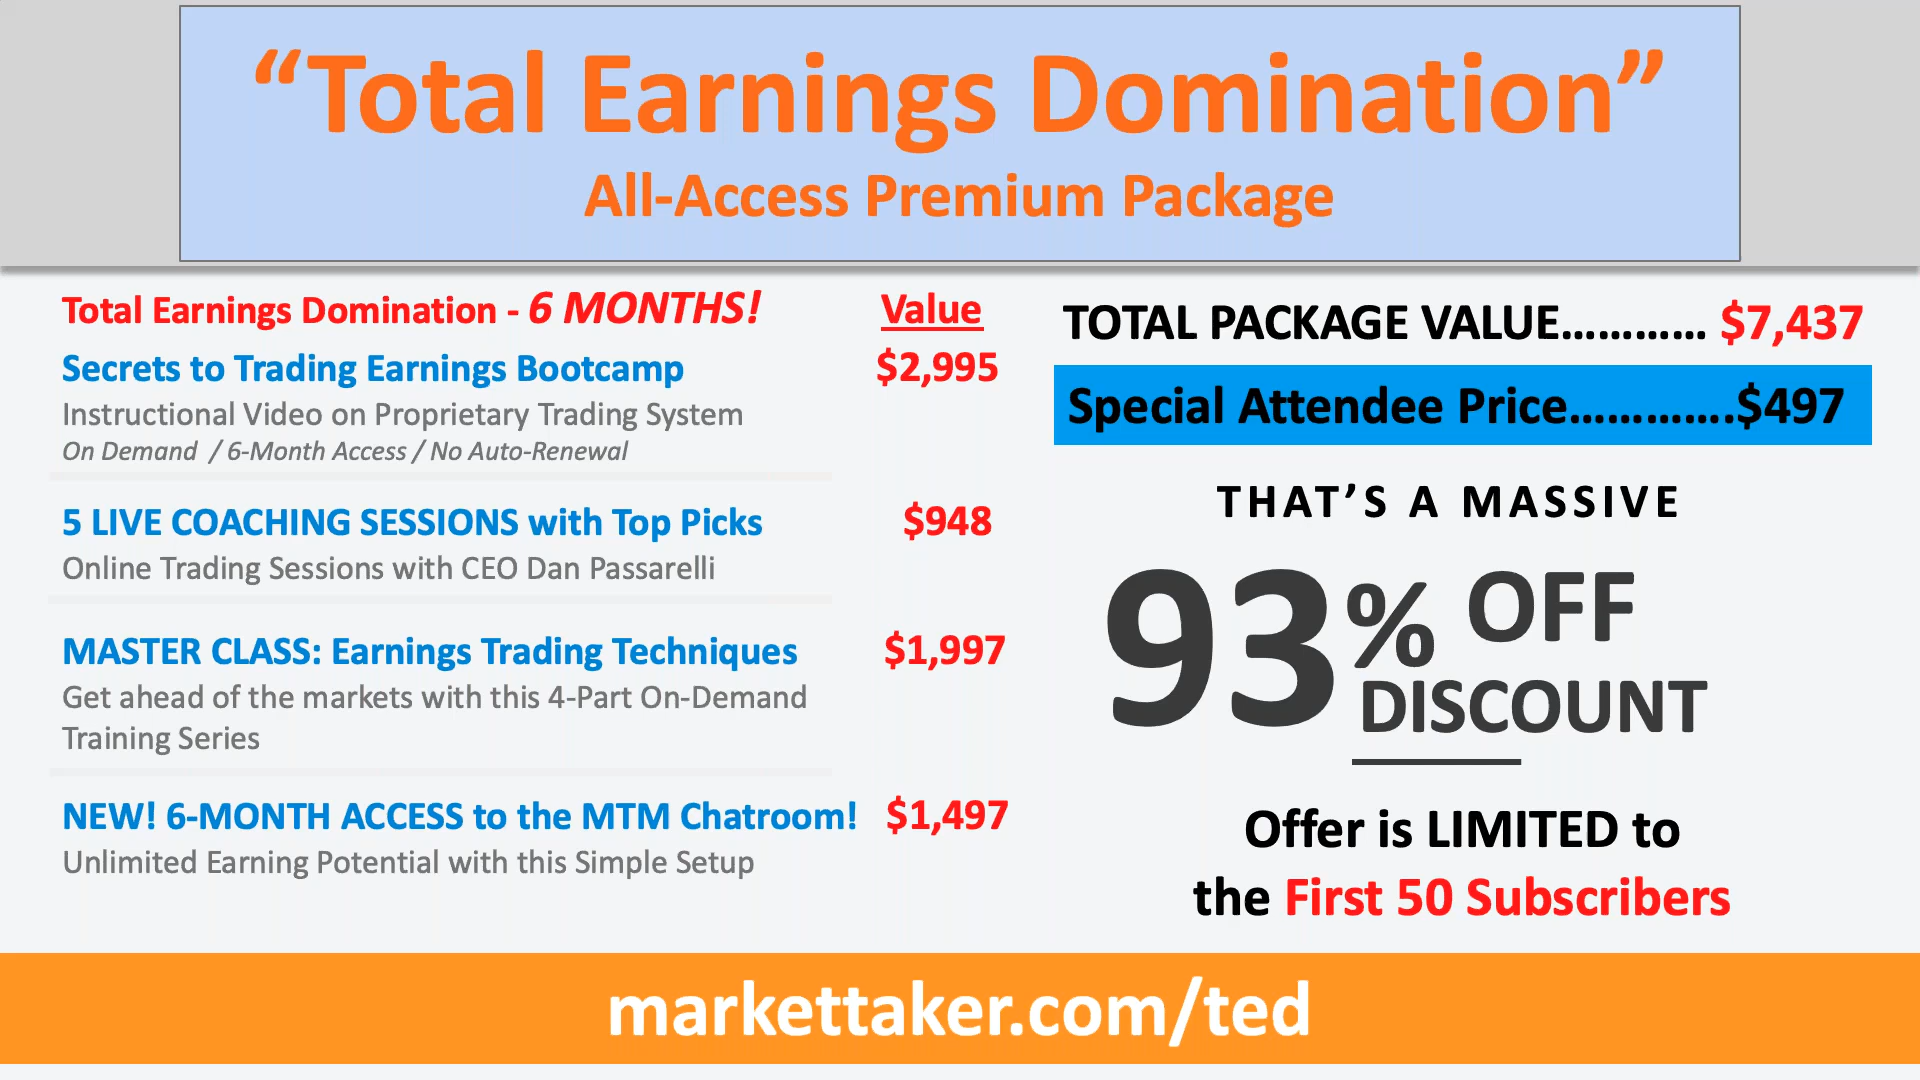 “Total Earnings Domination”
All-Access Premium Package
Total Earnings Domination - 6 MONTHS! Value
Secrets to Trading Earnings Bootcamp $2,995
Instructional Video on Proprietary Trading System
On Demand / 6-Month Access / No Auto-Renewal
5 LIVE COACHING SESSIONS with Top Picks $948
Online Trading Sessions with CEO Dan Passarelli
MASTER CLASS: Earnings Trading Techniques $1,997
Get ahead of the markets with this 4-Part On-Demand
Training Series
NEW! 6-MONTH ACCESS to the MTM Chatroom! $1,497
Unlimited Earning Potential with this Simple Setup
TOTAL PACKAGE VALUE............ $7,437
Special Attendee Price.............$497
THAT’S A MASSIVE
93% OFF
DISCOUNT
Offer is LIMITED to
the First 50 Subscribers
markettaker.com/ted